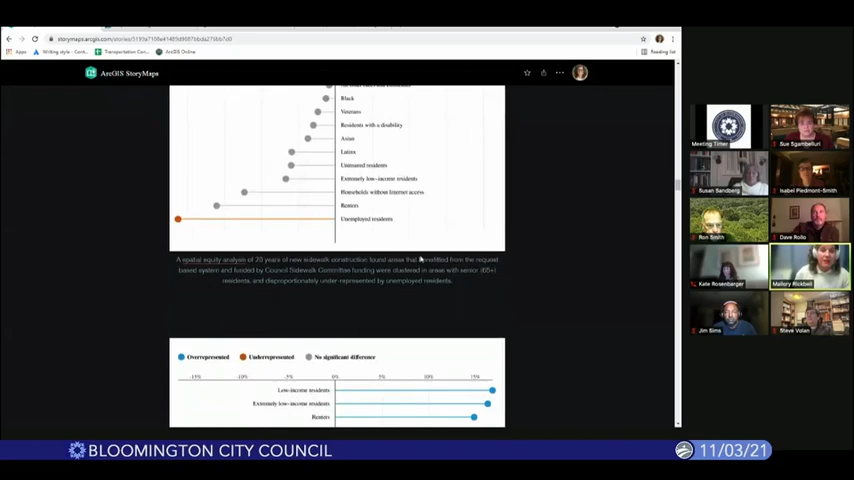 storymaps.arcgis.com/stories/
Apps
Writing style - cont...
Transportation Cen...
ArcGIS Online
Reading list
ArcGIS StoryMaps
Black
Veterans
Residents with a disability
Asian
Latinx
Uninsured residents
Extremely low-income residents
Households without Internet access
Renters
Unemployed residents
A spatial equity analysis of 20 years of new sidewalk construction found areas that benefitted from the request
based system and funded by Council Sidewalk Committee funding were clustered in areas with senior (65+)
residents, and disproportionately under-represented by unemployed residents.
Overrepresented
Underrepresented
No significant difference
-15%
-10%
-5%
0%
5%
10%
15%
Low-income residents
Extremely low-income residents
Renters
Meeting Timer
Sue Sgambelluri
Susan Sandberg
Isabel Piedmont-Smith
Ron Smith
Dave Rollo
Kate Rosenbarger
Mallory Rickbeil
Jim Sims
Steve Volan
BLOOMINGTON CITY COUNCIL
11/03/21